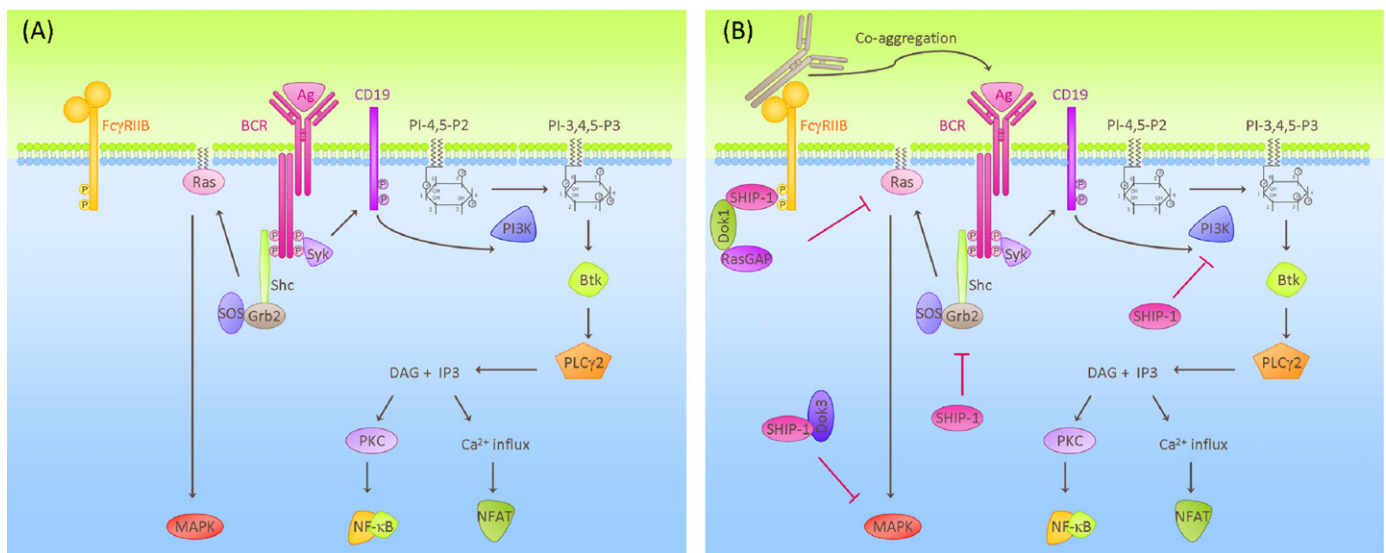 (A)
Ag
CD19
FcγRIIB
BCR
PI-4,5-P2
PI-3,4,5-P3
Ras
P
P
P
P
P
P
P
P
PI3K
Syk
Shc
Btk
SOS
Grb2
PLCγ2
DAG + IP3
PKC
Ca²⁺ influx
MAPK
NF-κB
NFAT
(B)
Co-aggregation
Ag
CD19
FcγRIIB
BCR
PI-4,5-P2
PI-3,4,5-P3
Ras
P
P
P
P
P
P
P
P
SHIP-1
Dok1
RasGAP
PI3K
Syk
Shc
Btk
SOS
Grb2
SHIP-1
PLCγ2
DAG + IP3
SHIP-1
Dok3
SHIP-1
PKC
Ca²⁺ influx
MAPK
NF-κB
NFAT